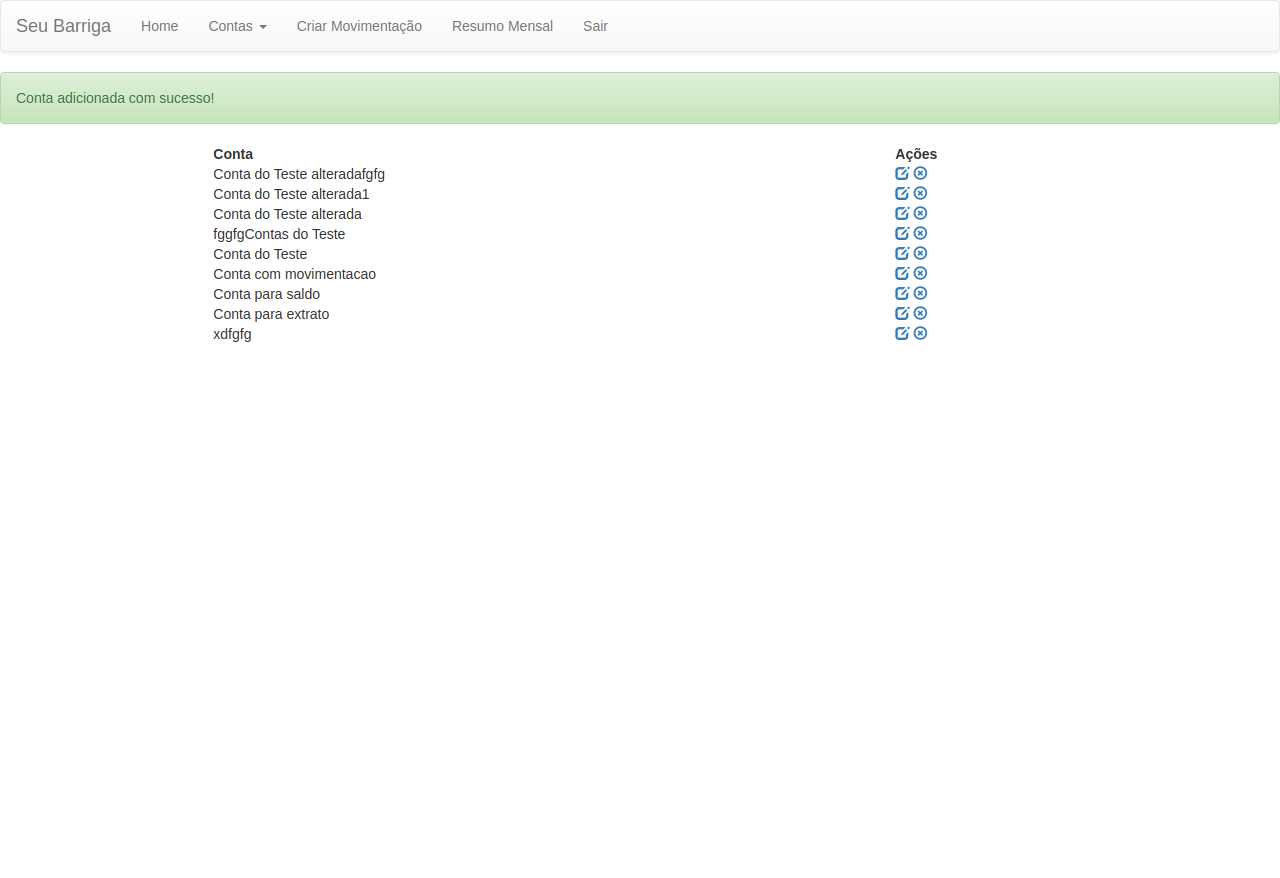 Seu Barriga Home Contas Criar Movimentação Resumo Mensal Sair
Conta adicionada com sucesso!
Conta Ações
Conta do Teste alteradafgfg
Conta do Teste alterada1
Conta do Teste alterada
fggfgContas do Teste
Conta do Teste
Conta com movimentacao
Conta para saldo
Conta para extrato
xdfgfg